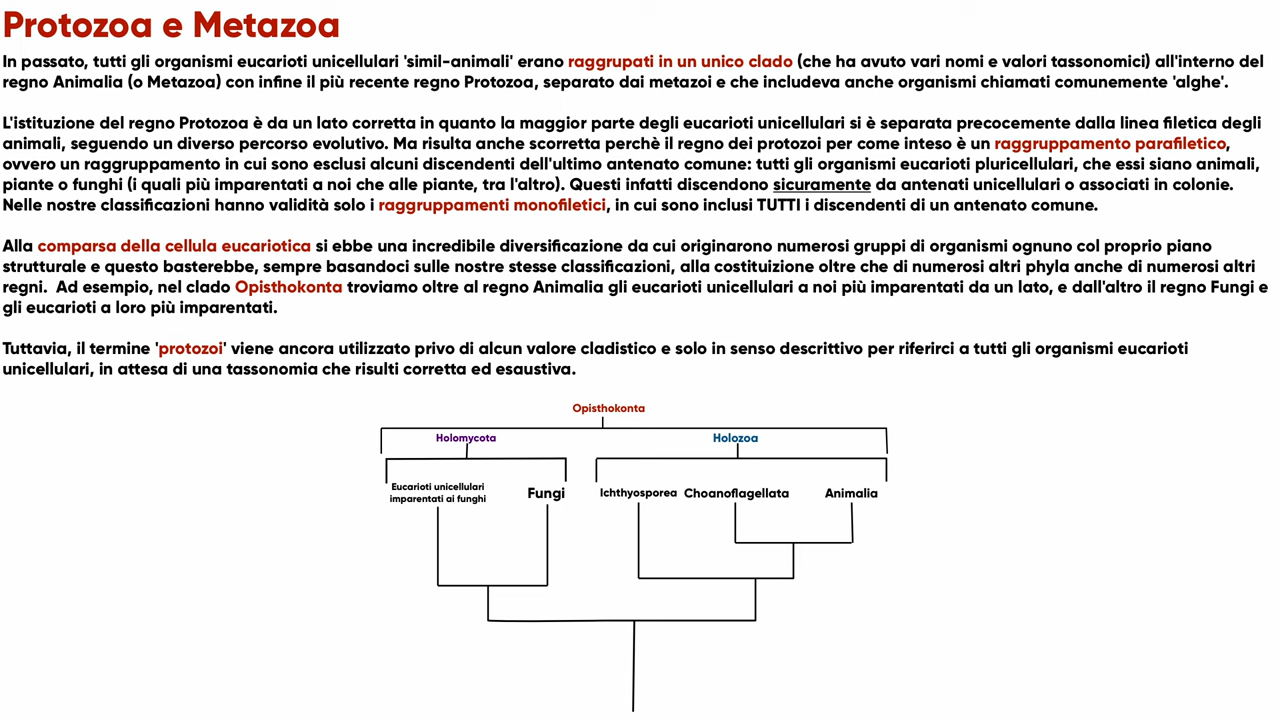 Protozoa e Metazoa
In passato, tutti gli organismi eucarioti unicellulari 'simil-animali' erano raggrupati in un unico clado (che ha avuto vari nomi e valori tassonomici) all'interno del
regno Animalia (o Metazoa) con infine il più recente regno Protozoa, separato dai metazoi e che includeva anche organismi chiamati comunemente 'alghe'.
L'istituzione del regno Protozoa è da un lato corretta in quanto la maggior parte degli eucarioti unicellulari si è separata precocemente dalla linea filetica degli
animali, seguendo un diverso percorso evolutivo. Ma risulta anche scorretta perchè il regno dei protozoi per come inteso è un raggruppamento parafiletico,
ovvero un raggruppamento in cui sono esclusi alcuni discendenti dell'ultimo antenato comune: tutti gli organismi eucarioti pluricellulari, che essi siano animali,
piante o funghi (i quali più imparentati a noi che alle piante, tra l'altro). Questi infatti discendono sicuramente da antenati unicellulari o associati in colonie.
Nelle nostre classificazioni hanno validità solo i raggruppamenti monofiletici, in cui sono inclusi TUTTI i discendenti di un antenato comune.
Alla comparsa della cellula eucariotica si ebbe una incredibile diversificazione da cui originarono numerosi gruppi di organismi ognuno col proprio piano
strutturale e questo basterebbe, sempre basandoci sulle nostre stesse classificazioni, alla costituizione oltre che di numerosi altri phyla anche di numerosi altri
regni. Ad esempio, nel clado Opisthokonta troviamo oltre al regno Animalia gli eucarioti unicellulari a noi più imparentati da un lato, e dall'altro il regno Fungi e
gli eucarioti a loro più imparentati.
Tuttavia, il termine 'protozoi' viene ancora utilizzato privo di alcun valore cladistico e solo in senso descrittivo per riferirci a tutti gli organismi eucarioti
unicellulari, in attesa di una tassonomia che risulti corretta ed esaustiva.
Opisthokonta
Holomycota
Holozoa
Eucarioti unicellulari
imparentati ai funghi
Fungi
Ichthyosporea
Choanoflagellata
Animalia